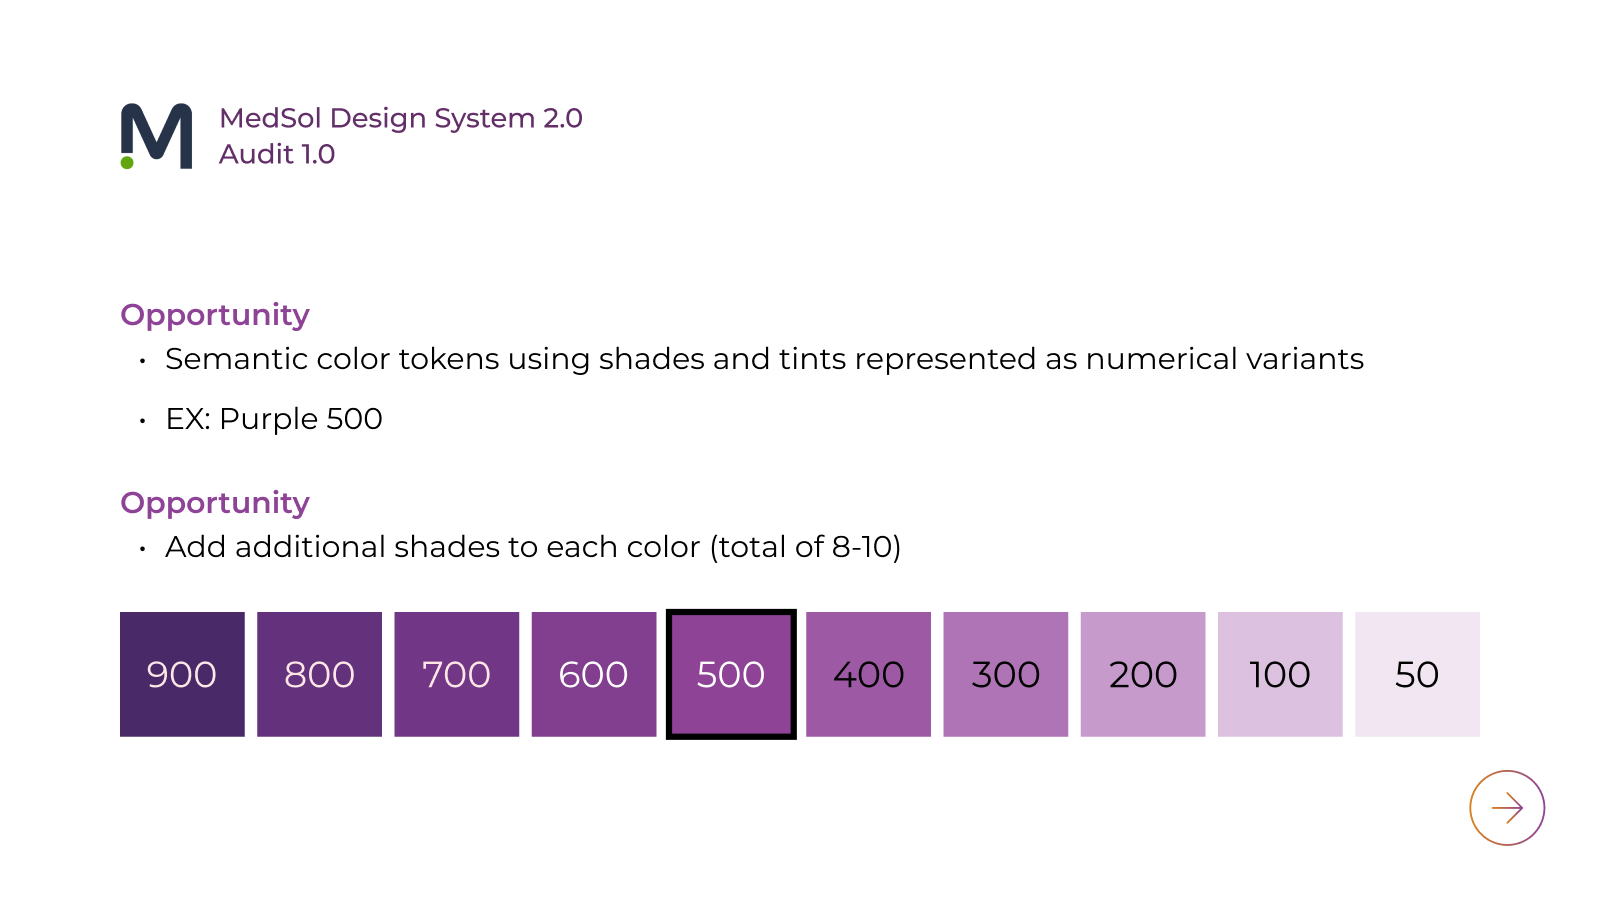 M
MedSol Design System 2.0
Audit 1.0
Opportunity
• Semantic color tokens using shades and tints represented as numerical variants
• EX: Purple 500
Opportunity
• Add additional shades to each color (total of 8-10)
900 800 700 600 500 400 300 200 100 50